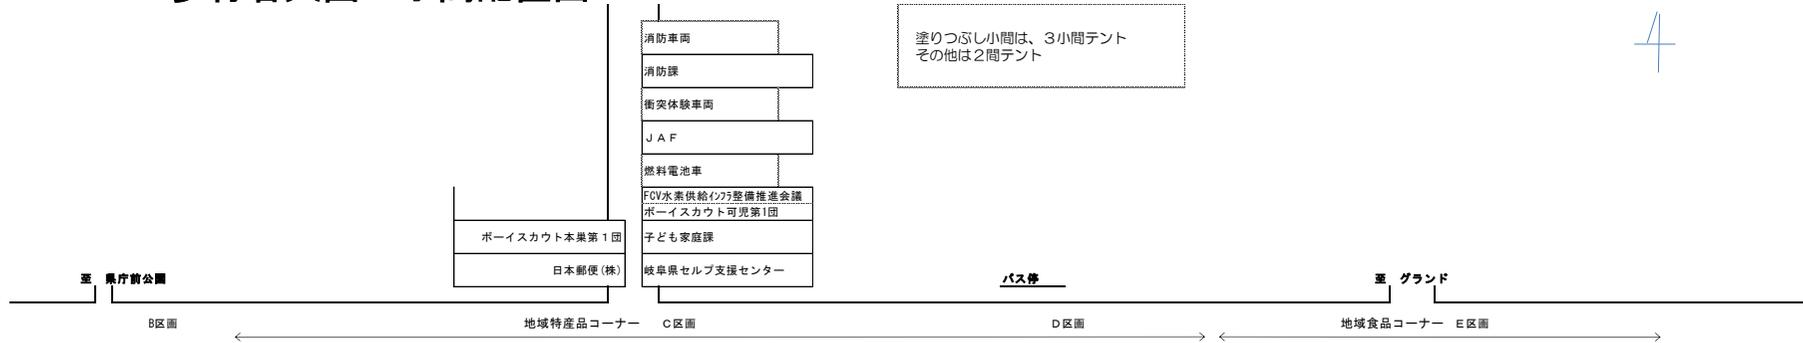 塗りつぶし小間は、3小間テント
その他は2間テント
4
消防車両
消防課
衝突体験車両
JAF
燃料電池車
FCV水素供給インフラ整備推進会議
ボーイスカウト可児第1団
ボーイスカウト本巣第1団
子ども家庭課
日本郵便(株)
岐阜県セルプ支援センター
至 県庁前公園
バス停
至 グランド
B区画
地域特産品コーナー C区画
D区画
地域食品コーナー E区画